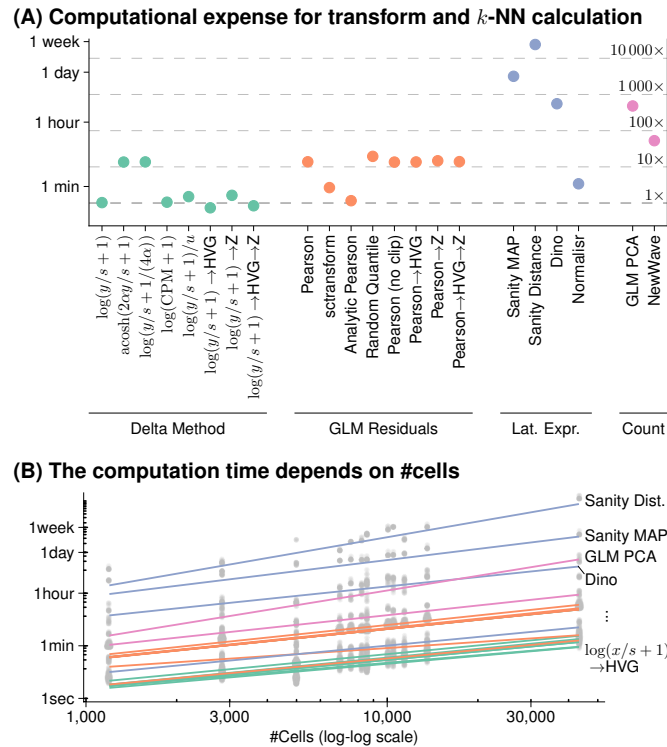 (A) Computational expense for transform and k-NN calculation
1 week
1 day
1 hour
1 min
10 000×
1 000×
100×
10×
1×
log(y/s + 1)
acosh(2αy/s + 1)
log(y/s + 1/(4α))
log(CPM + 1)
log(y/s + 1)/u
log(y/s + 1) →HVG
log(y/s + 1) →Z
log(y/s + 1) →HVG→Z
Pearson
sctransform
Analytic Pearson
Random Quantile
Pearson (no clip)
Pearson→HVG
Pearson→Z
Pearson→HVG→Z
Sanity MAP
Sanity Distance
Dino
Normalisr
GLM PCA
NewWave
Delta Method
GLM Residuals
Lat. Expr.
Count
(B) The computation time depends on #cells
1week
1day
1hour
1min
1sec
Sanity Dist.
Sanity MAP
GLM PCA
Dino
⋮
log(x/s + 1)
→HVG
1,000
3,000
10,000
30,000
#Cells (log-log scale)